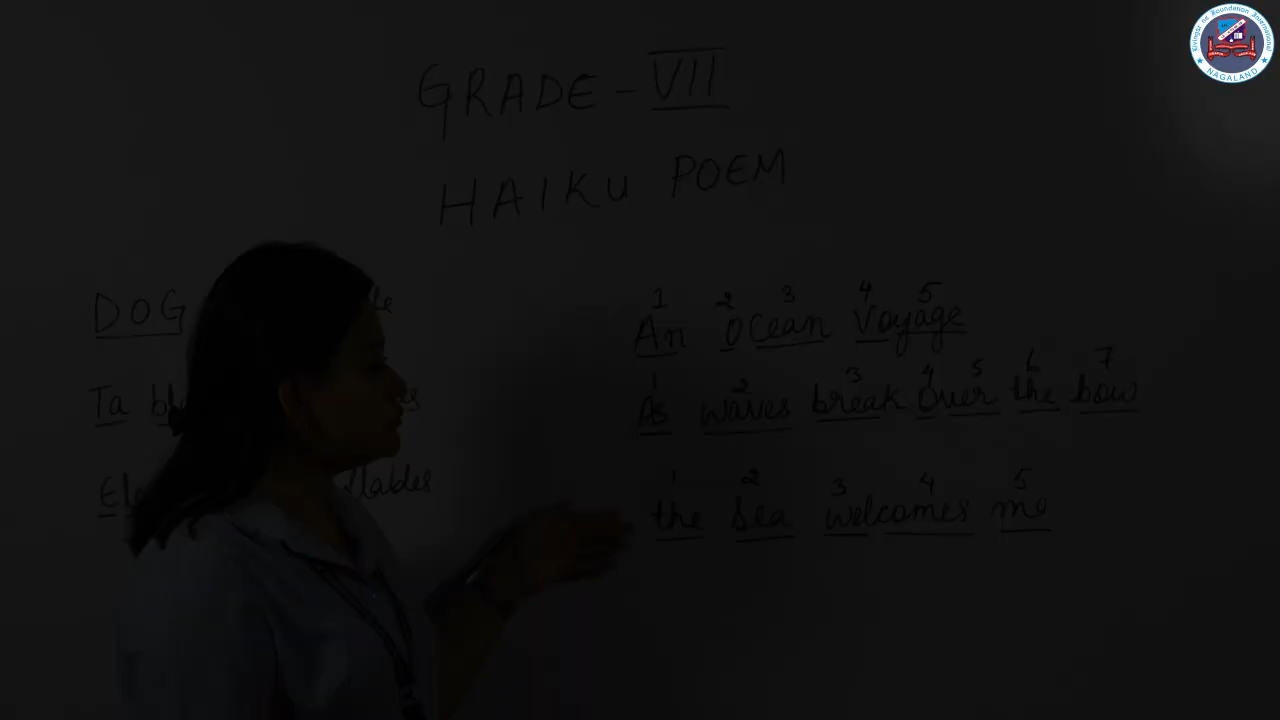 GRADE - VII
HAIKU POEM
DOG
Ta
1 2 3 4 5
An Ocean Voyage
1 2 3 4 5 6 7
As waves break Over the bow
1 2 3 4 5
the Sea welcomes me
NAGALAND